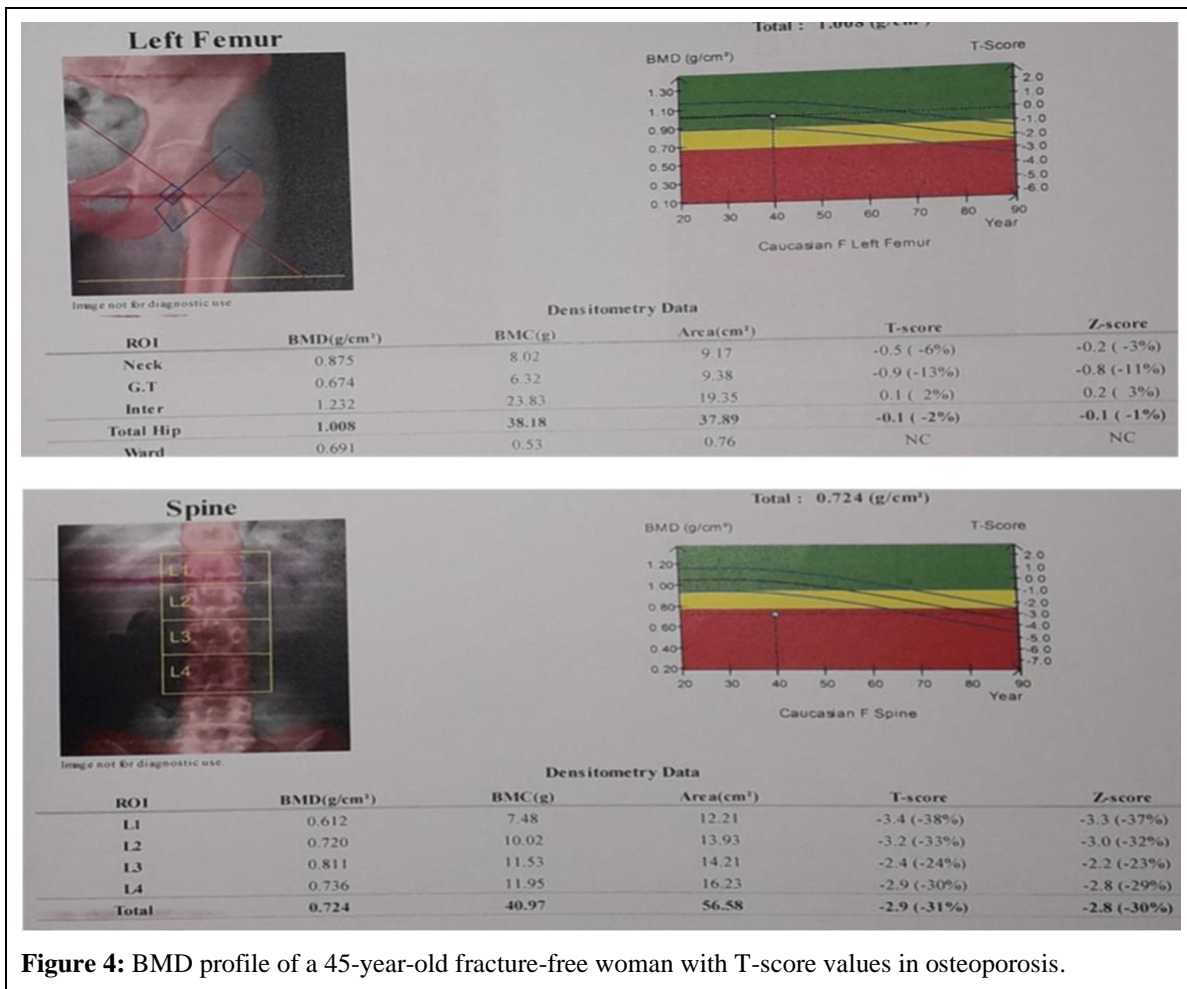 Left Femur
Total : 1.008 (g/cm²)
BMD (g/cm²) T-Score
1.30
1.10
0.90
0.70
0.50
0.30
0.10
2.0
1.0
0.0
-1.0
-2.0
-3.0
-4.0
-5.0
-6.0
20 30 40 50 60 70 80 90
Year
Caucasian F Left Femur
Image not for diagnostic use.
Densitometry Data
ROI BMD(g/cm²) BMC(g) Area(cm²) T-score Z-score
Neck 0.875 8.02 9.17 -0.5 ( -6%) -0.2 ( -3%)
G.T 0.674 6.32 9.38 -0.9 (-13%) -0.8 (-11%)
Inter 1.232 23.83 19.35 0.1 ( 2%) 0.2 ( 3%)
Total Hip 1.008 38.18 37.89 -0.1 ( -2%) -0.1 ( -1%)
Ward 0.691 0.53 0.76 NC NC
Spine
Total : 0.724 (g/cm²)
L1
L2
L3
L4
BMD (g/cm²) T-Score
1.20
1.00
0.80
0.60
0.40
0.20
2.0
1.0
0.0
-1.0
-2.0
-3.0
-4.0
-5.0
-6.0
-7.0
20 30 40 50 60 70 80 90
Year
Caucasian F Spine
Image not for diagnostic use.
Densitometry Data
ROI BMD(g/cm²) BMC(g) Area(cm²) T-score Z-score
L1 0.612 7.48 12.21 -3.4 (-38%) -3.3 (-37%)
L2 0.720 10.02 13.93 -3.2 (-33%) -3.0 (-32%)
L3 0.811 11.53 14.21 -2.4 (-24%) -2.2 (-23%)
L4 0.736 11.95 16.23 -2.9 (-30%) -2.8 (-29%)
Total 0.724 40.97 56.58 -2.9 (-31%) -2.8 (-30%)
Figure 4: BMD profile of a 45-year-old fracture-free woman with T-score values in osteoporosis.